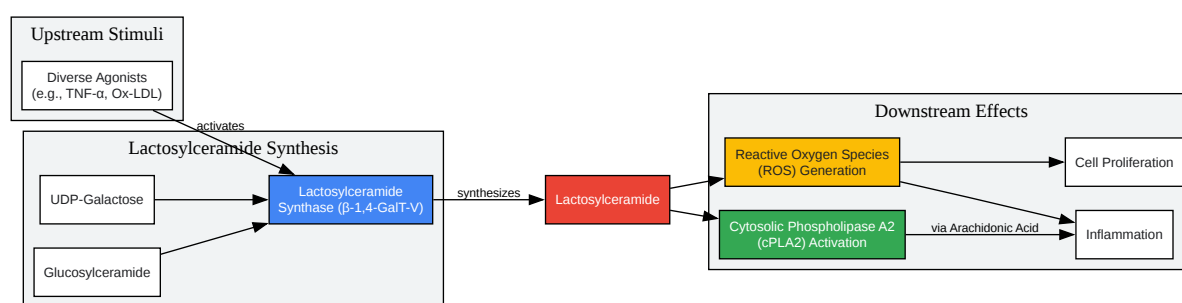 Upstream Stimuli
Diverse Agonists
(e.g., TNF-α, Ox-LDL)
activates
Lactosylceramide Synthesis
UDP-Galactose
Glucosylceramide
Lactosylceramide
Synthase (β-1,4-GalT-V)
synthesizes
Lactosylceramide
Downstream Effects
Reactive Oxygen Species
(ROS) Generation
Cytosolic Phospholipase A2
(cPLA2) Activation
via Arachidonic Acid
Cell Proliferation
Inflammation